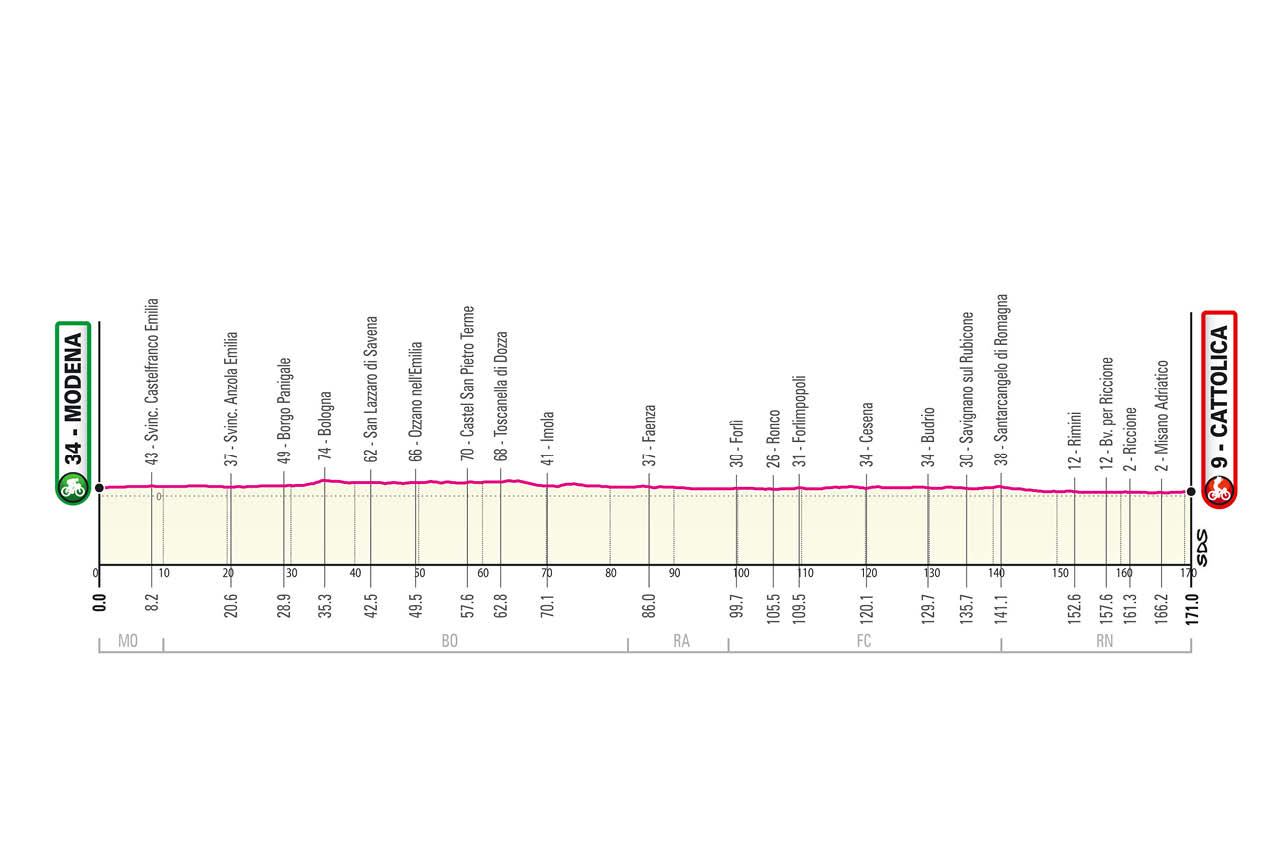 34 - MODENA
43 - Svinc. Castelfranco Emilia
37 - Svinc. Anzola Emilia
49 - Borgo Panigale
74 - Bologna
62 - San Lazzaro di Savena
66 - Ozzano nell'Emilia
70 - Castel San Pietro Terme
68 - Toscanella di Dozza
41 - Imola
37 - Faenza
30 - Forlì
26 - Ronco
31 - Forlimpopoli
34 - Cesena
34 - Budrio
30 - Savignano sul Rubicone
38 - Santarcangelo di Romagna
12 - Rimini
12 - Bv. per Riccione
2 - Riccione
2 - Misano Adriatico
9 - CATTOLICA
0
SDS
0 10 20 30 40 50 60 70 80 90 100 110 120 130 140 150 160 170
0.0 8.2 20.6 28.9 35.3 42.5 49.5 57.6 62.8 70.1 86.0 99.7 105.5 109.5 120.1 129.7 135.7 141.1 152.6 157.6 161.3 166.2 171.0
MO BO RA FC RN